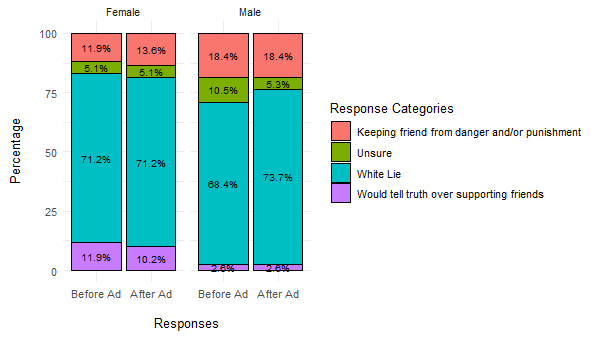 Female Male
100
75
50
25
0
Percentage
11.9% 13.6% 18.4% 18.4%
5.1% 5.1% 10.5% 5.3%
71.2% 71.2% 68.4% 73.7%
11.9% 10.2% 2.6% 2.6%
Before Ad After Ad Before Ad After Ad
Responses
Response Categories
Keeping friend from danger and/or punishment
Unsure
White Lie
Would tell truth over supporting friends